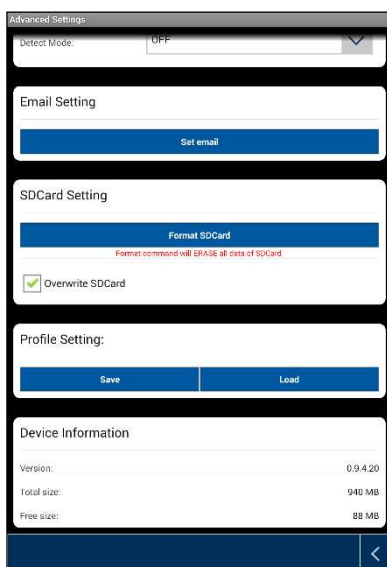 Advanced Settings
Detect Mode:
OFF
Email Setting
Set email
SDCard Setting
Format SDCard
Format command will ERASE all data of SDCard
Overwrite SDCard
Profile Setting:
Save
Load
Device Information
Version:
0.9.4.20
Total size:
940 MB
Free size:
88 MB